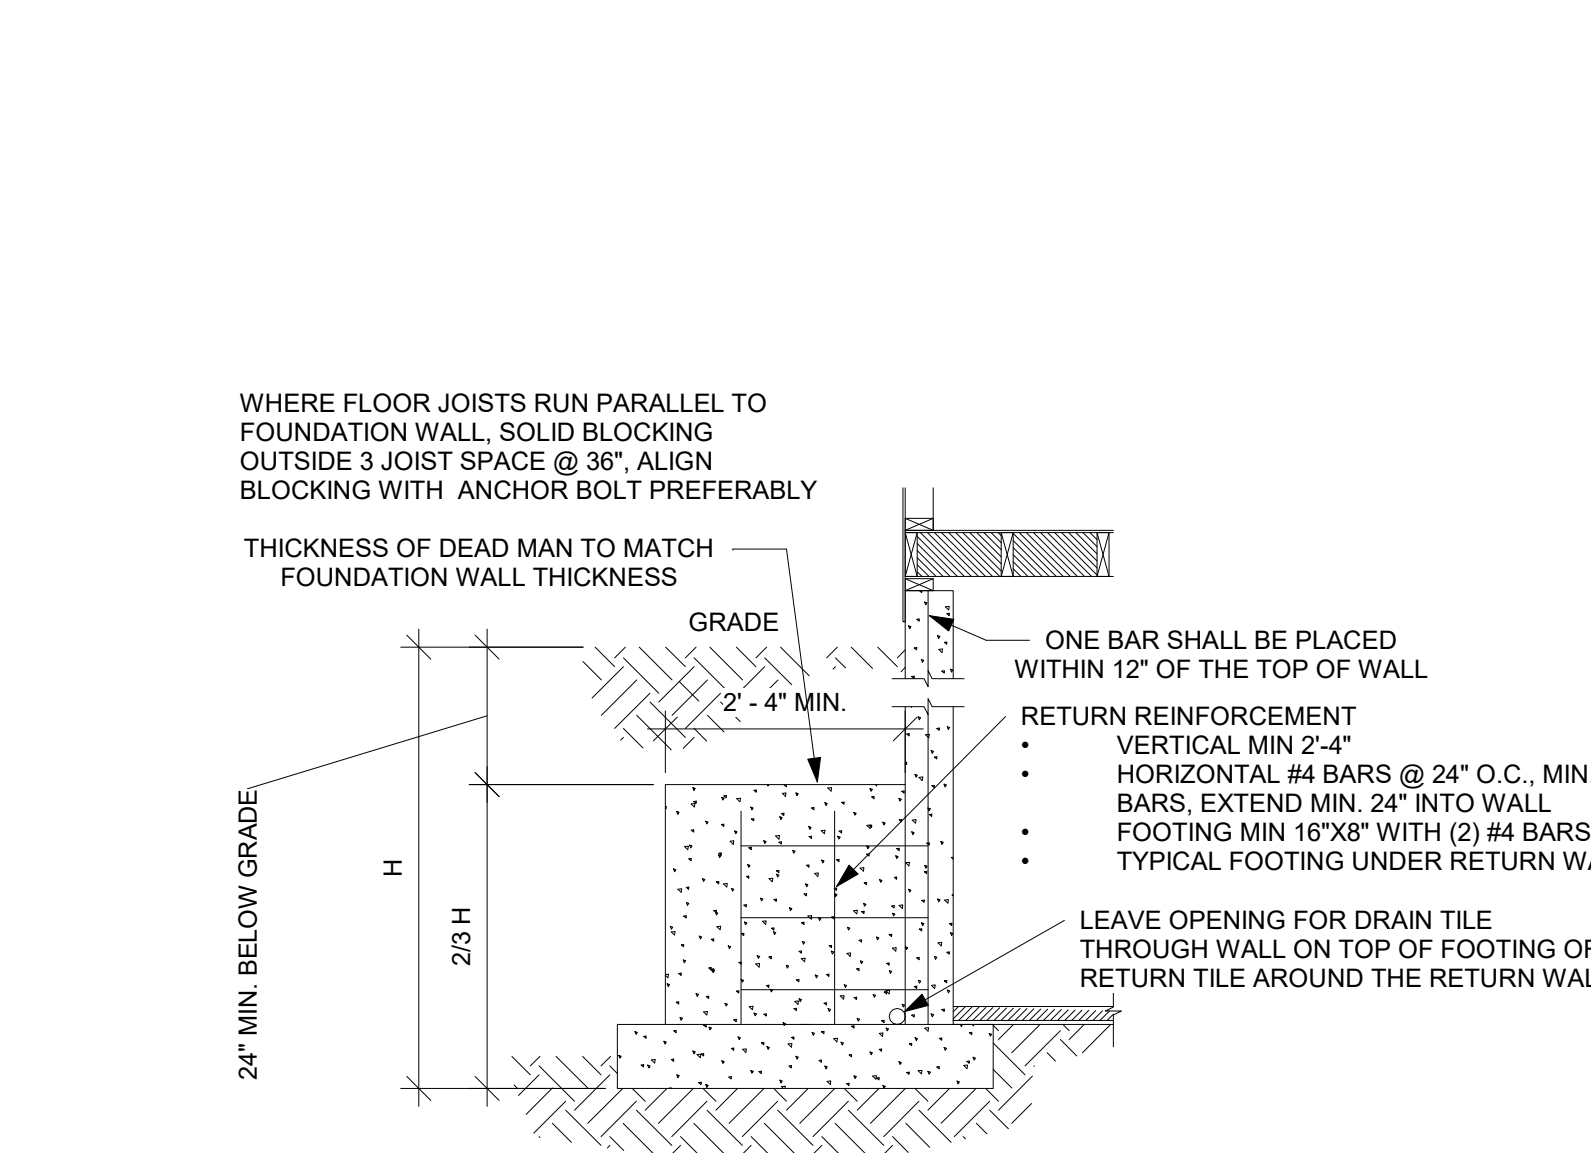 WHERE FLOOR JOISTS RUN PARALLEL TO
FOUNDATION WALL, SOLID BLOCKING
OUTSIDE 3 JOIST SPACE @ 36", ALIGN
BLOCKING WITH ANCHOR BOLT PREFERABLY
THICKNESS OF DEAD MAN TO MATCH
FOUNDATION WALL THICKNESS
GRADE
ONE BAR SHALL BE PLACED
WITHIN 12" OF THE TOP OF WALL
2' - 4" MIN.
RETURN REINFORCEMENT
• VERTICAL MIN 2'-4"
• HORIZONTAL #4 BARS @ 24" O.C., MIN.
BARS, EXTEND MIN. 24" INTO WALL
• FOOTING MIN 16"X8" WITH (2) #4 BARS
• TYPICAL FOOTING UNDER RETURN
24" MIN. BELOW GRADE
H
2/3 H
LEAVE OPENING FOR DRAIN TILE
THROUGH WALL ON TOP OF FOOTING
RETURN TILE AROUND THE RETURN